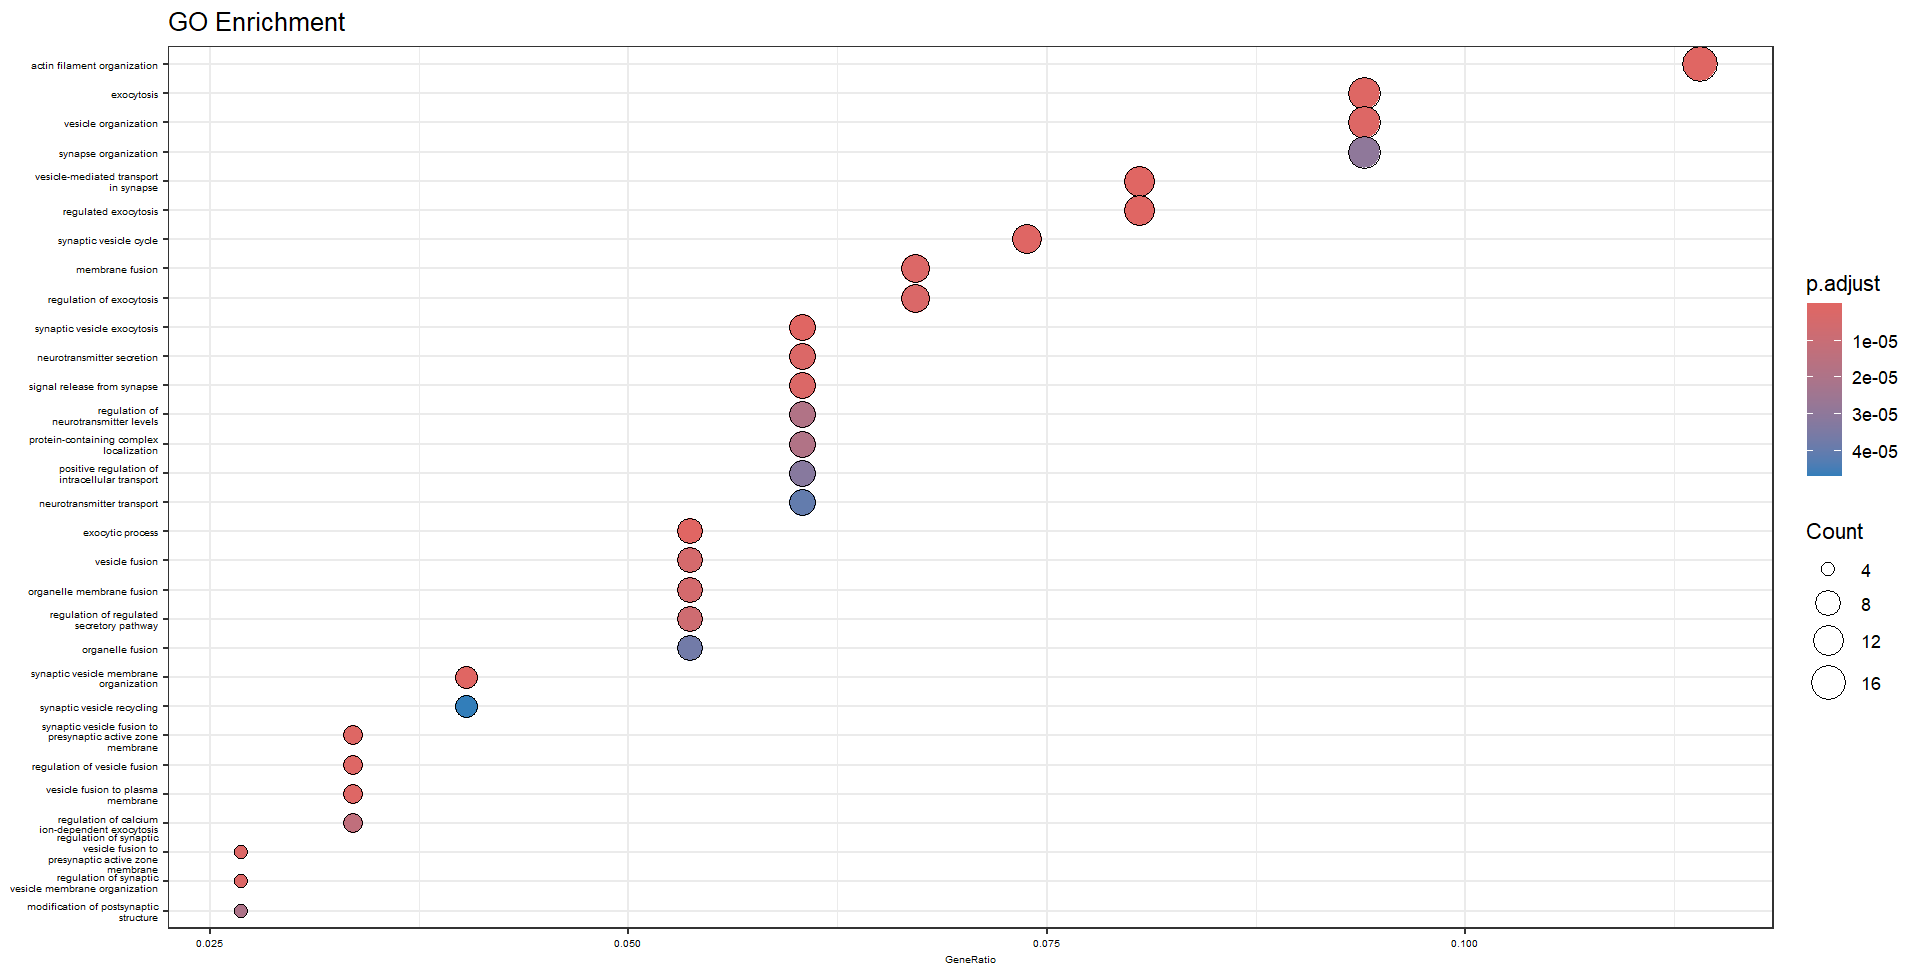 GO Enrichment
actin filament organization
exocytosis
vesicle organization
synapse organization
vesicle-mediated transport
in synapse
regulated exocytosis
synaptic vesicle cycle
membrane fusion
regulation of exocytosis
synaptic vesicle exocytosis
neurotransmitter secretion
signal release from synapse
regulation of
neurotransmitter levels
protein-containing complex
localization
positive regulation of
intracellular transport
neurotransmitter transport
exocytic process
vesicle fusion
organelle membrane fusion
regulation of regulated
secretory pathway
organelle fusion
synaptic vesicle membrane
organization
synaptic vesicle recycling
synaptic vesicle fusion to
presynaptic active zone
membrane
regulation of vesicle fusion
vesicle fusion to plasma
membrane
regulation of calcium
ion-dependent exocytosis
regulation of synaptic
vesicle fusion to
presynaptic active zone
membrane
regulation of synaptic
vesicle membrane organization
modification of postsynaptic
structure
0.025
0.050
0.075
0.100
GeneRatio
p.adjust
1e-05
2e-05
3e-05
4e-05
Count
4
8
12
16